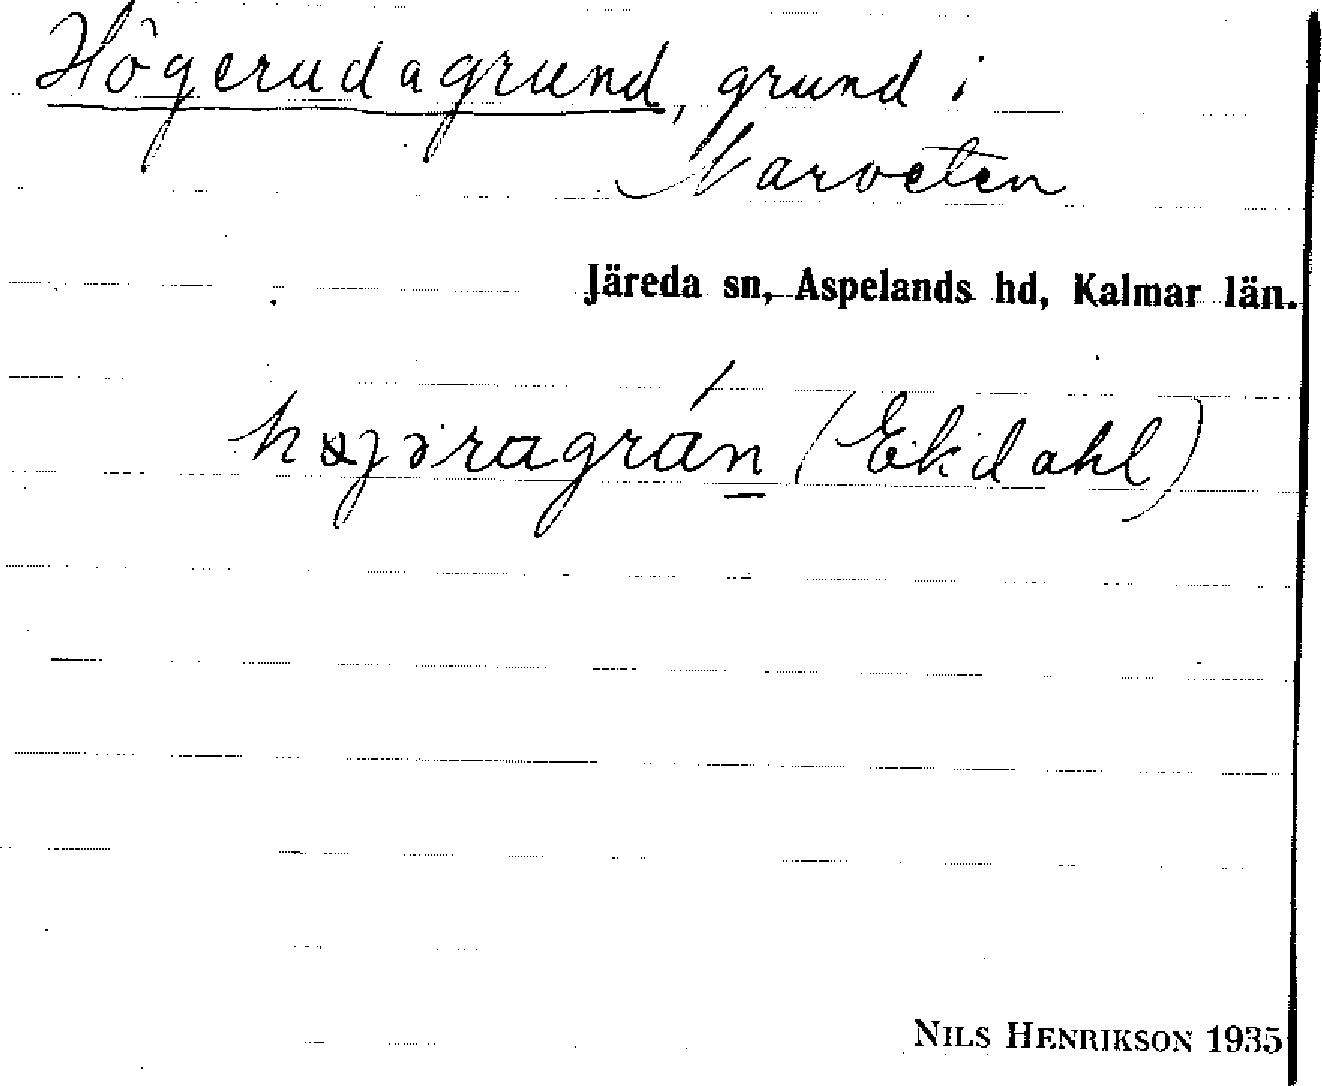 Högerudagrund, grund i
Narveten
Järeda sn, Aspelands hd, Kalmar län.
(Ekdahl)
NILS HENRIKSON 1935